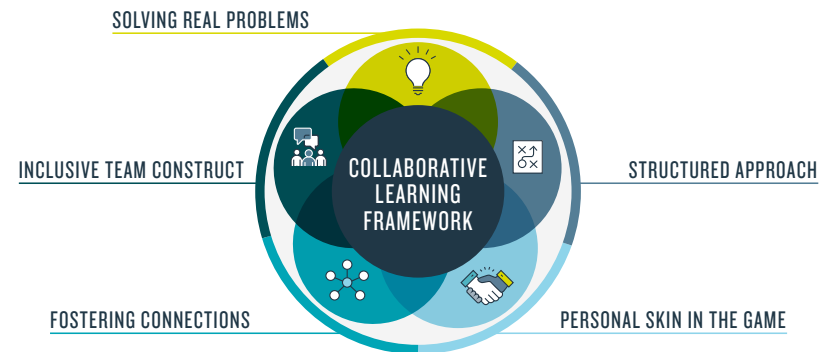 SOLVING REAL PROBLEMS
INCLUSIVE TEAM CONSTRUCT
COLLABORATIVE
LEARNING
FRAMEWORK
STRUCTURED APPROACH
FOSTERING CONNECTIONS
PERSONAL SKIN IN THE GAME